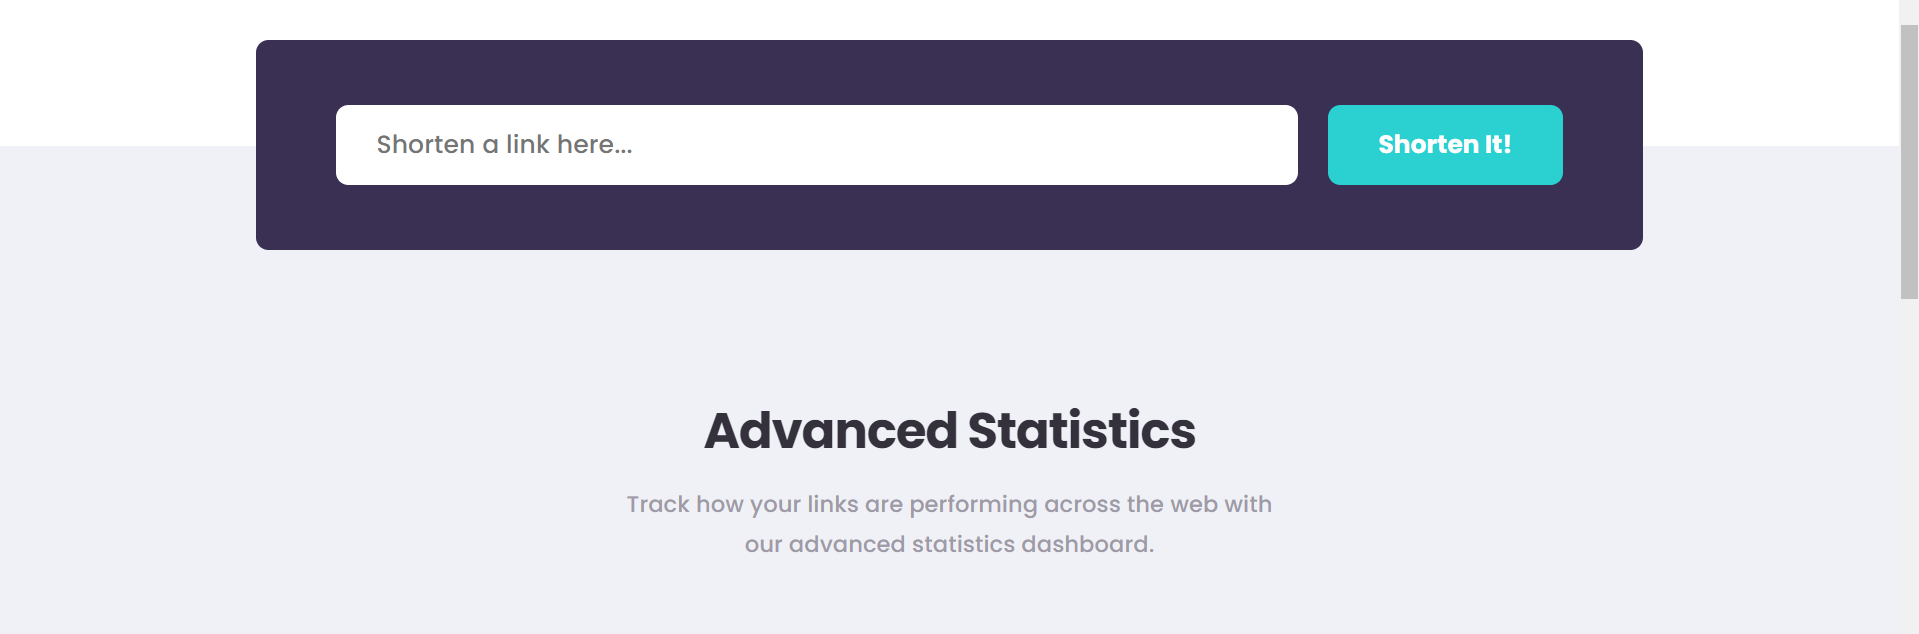 Shorten a link here...
Shorten It!
Advanced Statistics
Track how your links are performing across the web with
our advanced statistics dashboard.